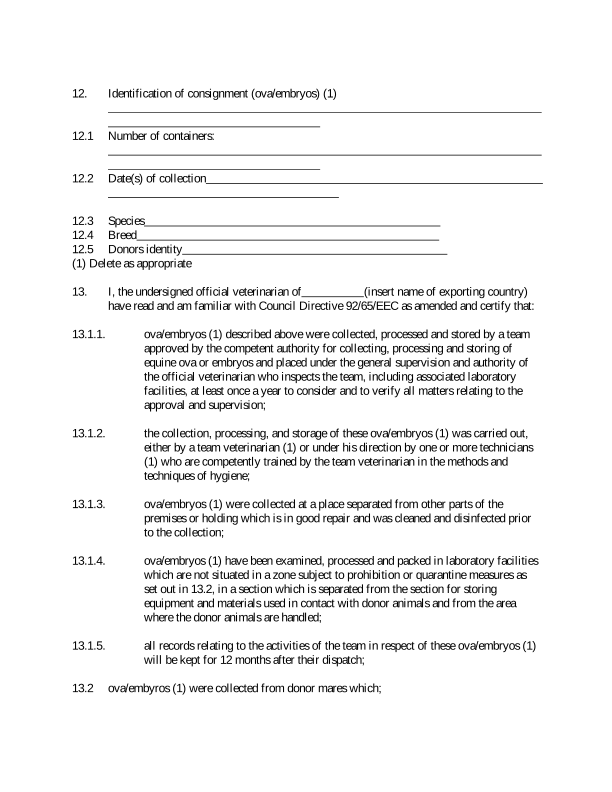 12. Identification of consignment (ova/embryos) (1)
12.1 Number of containers:
12.2 Date(s) of collection
12.3 Species
12.4 Breed
12.5 Donors identity
(1) Delete as appropriate
13. I, the undersigned official veterinarian of__________(insert name of exporting country)
have read and am familiar with Council Directive 92/65/EEC as amended and certify that:
13.1.1. ova/embryos (1) described above were collected, processed and stored by a team
approved by the competent authority for collecting, processing and storing of
equine ova or embryos and placed under the general supervision and authority of
the official veterinarian who inspects the team, including associated laboratory
facilities, at least once a year to consider and to verify all matters relating to the
approval and supervision;
13.1.2. the collection, processing, and storage of these ova/embryos (1) was carried out,
either by a team veterinarian (1) or under his direction by one or more technicians
(1) who are competently trained by the team veterinarian in the methods and
techniques of hygiene;
13.1.3. ova/embryos (1) were collected at a place separated from other parts of the
premises or holding which is in good repair and was cleaned and disinfected prior
to the collection;
13.1.4. ova/embryos (1) have been examined, processed and packed in laboratory facilities
which are not situated in a zone subject to prohibition or quarantine measures as
set out in 13.2, in a section which is separated from the section for storing
equipment and materials used in contact with donor animals and from the area
where the donor animals are handled;
13.1.5. all records relating to the activities of the team in respect of these ova/embryos (1)
will be kept for 12 months after their dispatch;
13.2 ova/embyros (1) were collected from donor mares which;